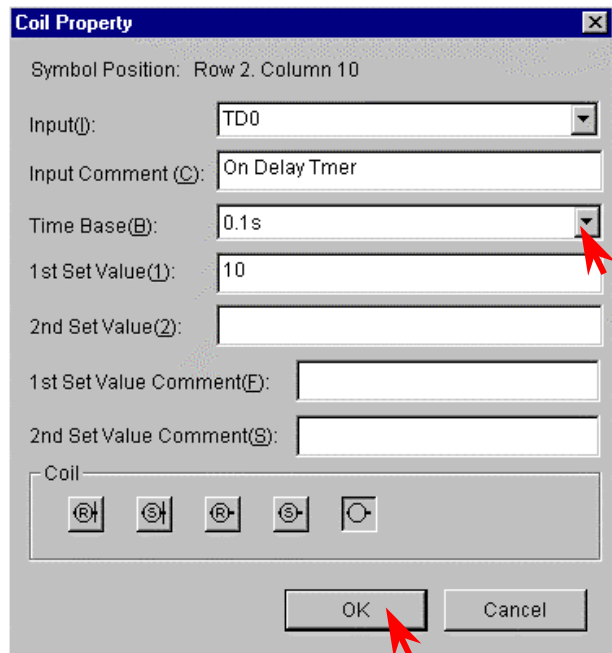 Coil Property
Symbol Position: Row 2. Column 10
Input(I): TD0
Input Comment (C): On Delay Tmer
Time Base(B): 0.1s
1st Set Value(1): 10
2nd Set Value(2):
1st Set Value Comment(F):
2nd Set Value Comment(S):
Coil
R S R S
OK Cancel